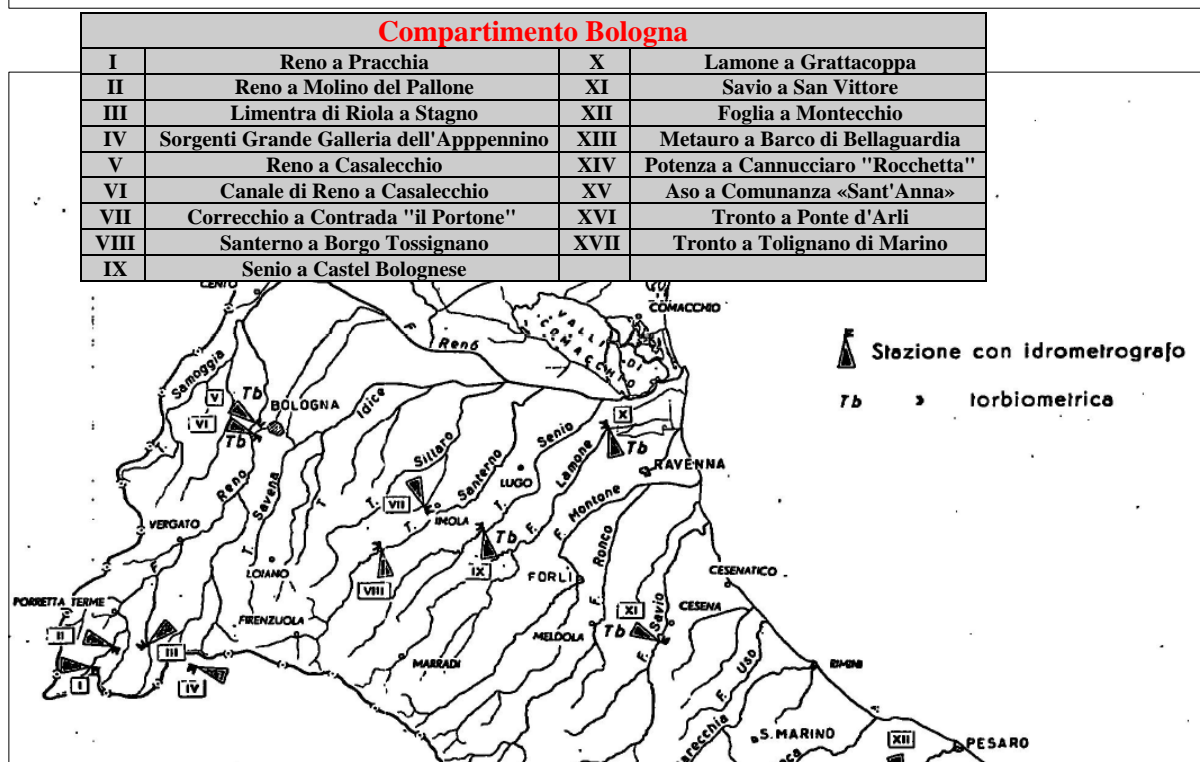 Compartimento Bologna
I Reno a Pracchia X Lamone a Grattacoppa
II Reno a Molino del Pallone XI Savio a San Vittore
III Limentra di Riola a Stagno XII Foglia a Montecchio
IV Sorgenti Grande Galleria dell'Apppennino XIII Metauro a Barco di Bellaguardia
V Reno a Casalecchio XIV Potenza a Cannucciaro "Rocchetta"
VI Canale di Reno a Casalecchio XV Aso a Comunanza «Sant'Anna»
VII Correcchio a Contrada "il Portone" XVI Tronto a Ponte d'Arli
VIII Santerno a Borgo Tossignano XVII Tronto a Tolignano di Marino
IX Senio a Castel Bolognese
CENTO
COMACCHIO
VALLI DI COMACCHIO
F. Reno
Stazione con idrometrografo
Tb » torbiometrica
Samoggia
V
Tb
BOLOGNA
VI
Tb
Idice
X
Tb
RAVENNA
Senio
Lamone
Sillaro
Santerno
LUGO
Reno
Savena
VII
IMOLA
T.
T.
T.
T.
T.
T.
F.
F. Montone
VERGATO
F.
IX
Tb
VIII
LOIANO
FORLI
F. Ronco
CESENATICO
PORRETTA TERME
FIRENZUOLA
XI
Tb
F. Savio
CESENA
MELDOLA
II
III
I
IV
MARRADI
F. Uso
RIMINI
S. MARINO
XII
PESARO